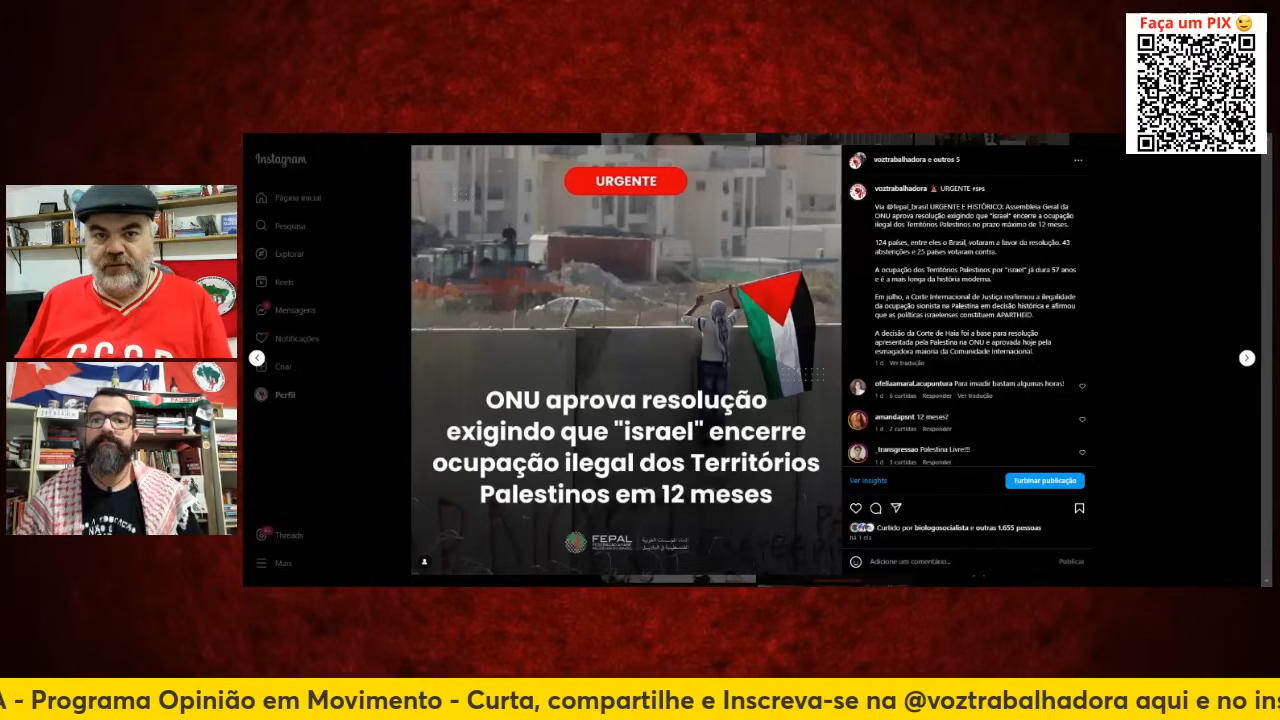 Faça um PIX 😉
Instagram
Página inicial
Pesquisa
Explorar
Reels
Mensagens
Notificações
Criar
Perfil
Threads
Mais
URGENTE
ONU aprova resolução
exigindo que "israel" encerre
ocupação ilegal dos Territórios
Palestinos em 12 meses
FEPAL
voztrabalhadora e outros 5
voztrabalhadora 🚨 URGENTE #SPS
Via @fepal_brasil URGENTE E HISTÓRICO: Assembleia Geral da
ONU aprova resolução exigindo que "israel" encerre a ocupação
ilegal dos Territórios Palestinos no prazo máximo de 12 meses.
124 países, entre eles o Brasil, votaram a favor da resolução. 43
abstenções e 25 países votaram contra.
A ocupação dos Territórios Palestinos por "israel" já dura 57 anos
e é a mais longa da história moderna.
Em julho, a Corte Internacional de Justiça reafirmou a ilegalidade
da ocupação sionista na Palestina em decisão histórica e afirmou
que as políticas israelenses constituem APARTHEID.
A decisão da Corte de Haia foi a base para resolução
apresentada pela Palestina na ONU e aprovada hoje pela
esmagadora maioria da Comunidade Internacional.
1 d Ver tradução
ofeliaamaral.acupuntura Para invadir bastam algumas horas!
1 d 6 curtidas Responder Ver tradução
amandapsnt 12 meses?
1 d 2 curtidas Responder
_transgressao Palestina Livre!!!
1 d 3 curtidas Responder
Ver insights
Turbinar publicação
Curtido por biologosocialista e outras 1.655 pessoas
há 1 dia
Adicione um comentário...
Publicar
A - Programa Opinião em Movimento - Curta, compartilhe e Inscreva-se na @voztrabalhadora aqui e no ins